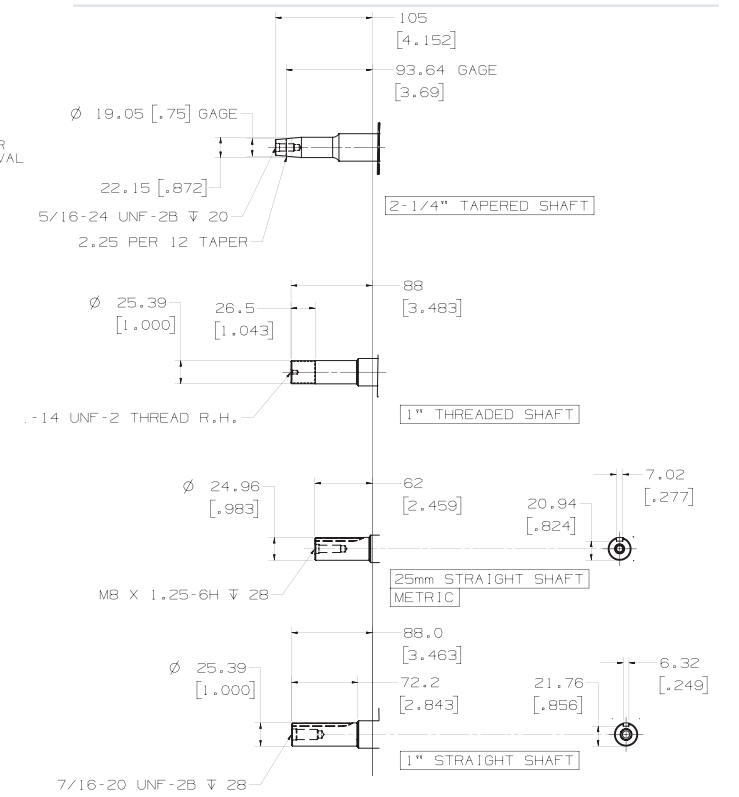 105
[4.152]
93.64 GAGE
[3.69]
Ø 19.05 [.75] GAGE
R
VAL
22.15 [.872]
5/16-24 UNF-2B ↧ 20
2.25 PER 12 TAPER
2-1/4" TAPERED SHAFT
88
[3.483]
Ø 25.39
[1.000]
26.5
[1.043]
.-14 UNF-2 THREAD R.H.
1" THREADED SHAFT
62
[2.459]
Ø 24.96
[.983]
7.02
[.277]
20.94
[.824]
M8 X 1.25-6H ↧ 28
25mm STRAIGHT SHAFT
METRIC
88.0
[3.463]
Ø 25.39
[1.000]
72.2
[2.843]
21.76
[.856]
6.32
[.249]
1" STRAIGHT SHAFT
7/16-20 UNF-2B ↧ 28